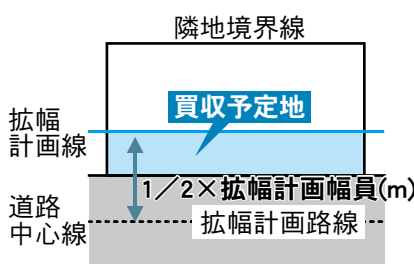 隣地境界線
買収予定地
拡幅
計画線
1／2×拡幅計画幅員(m)
道路
中心線
拡幅計画路線